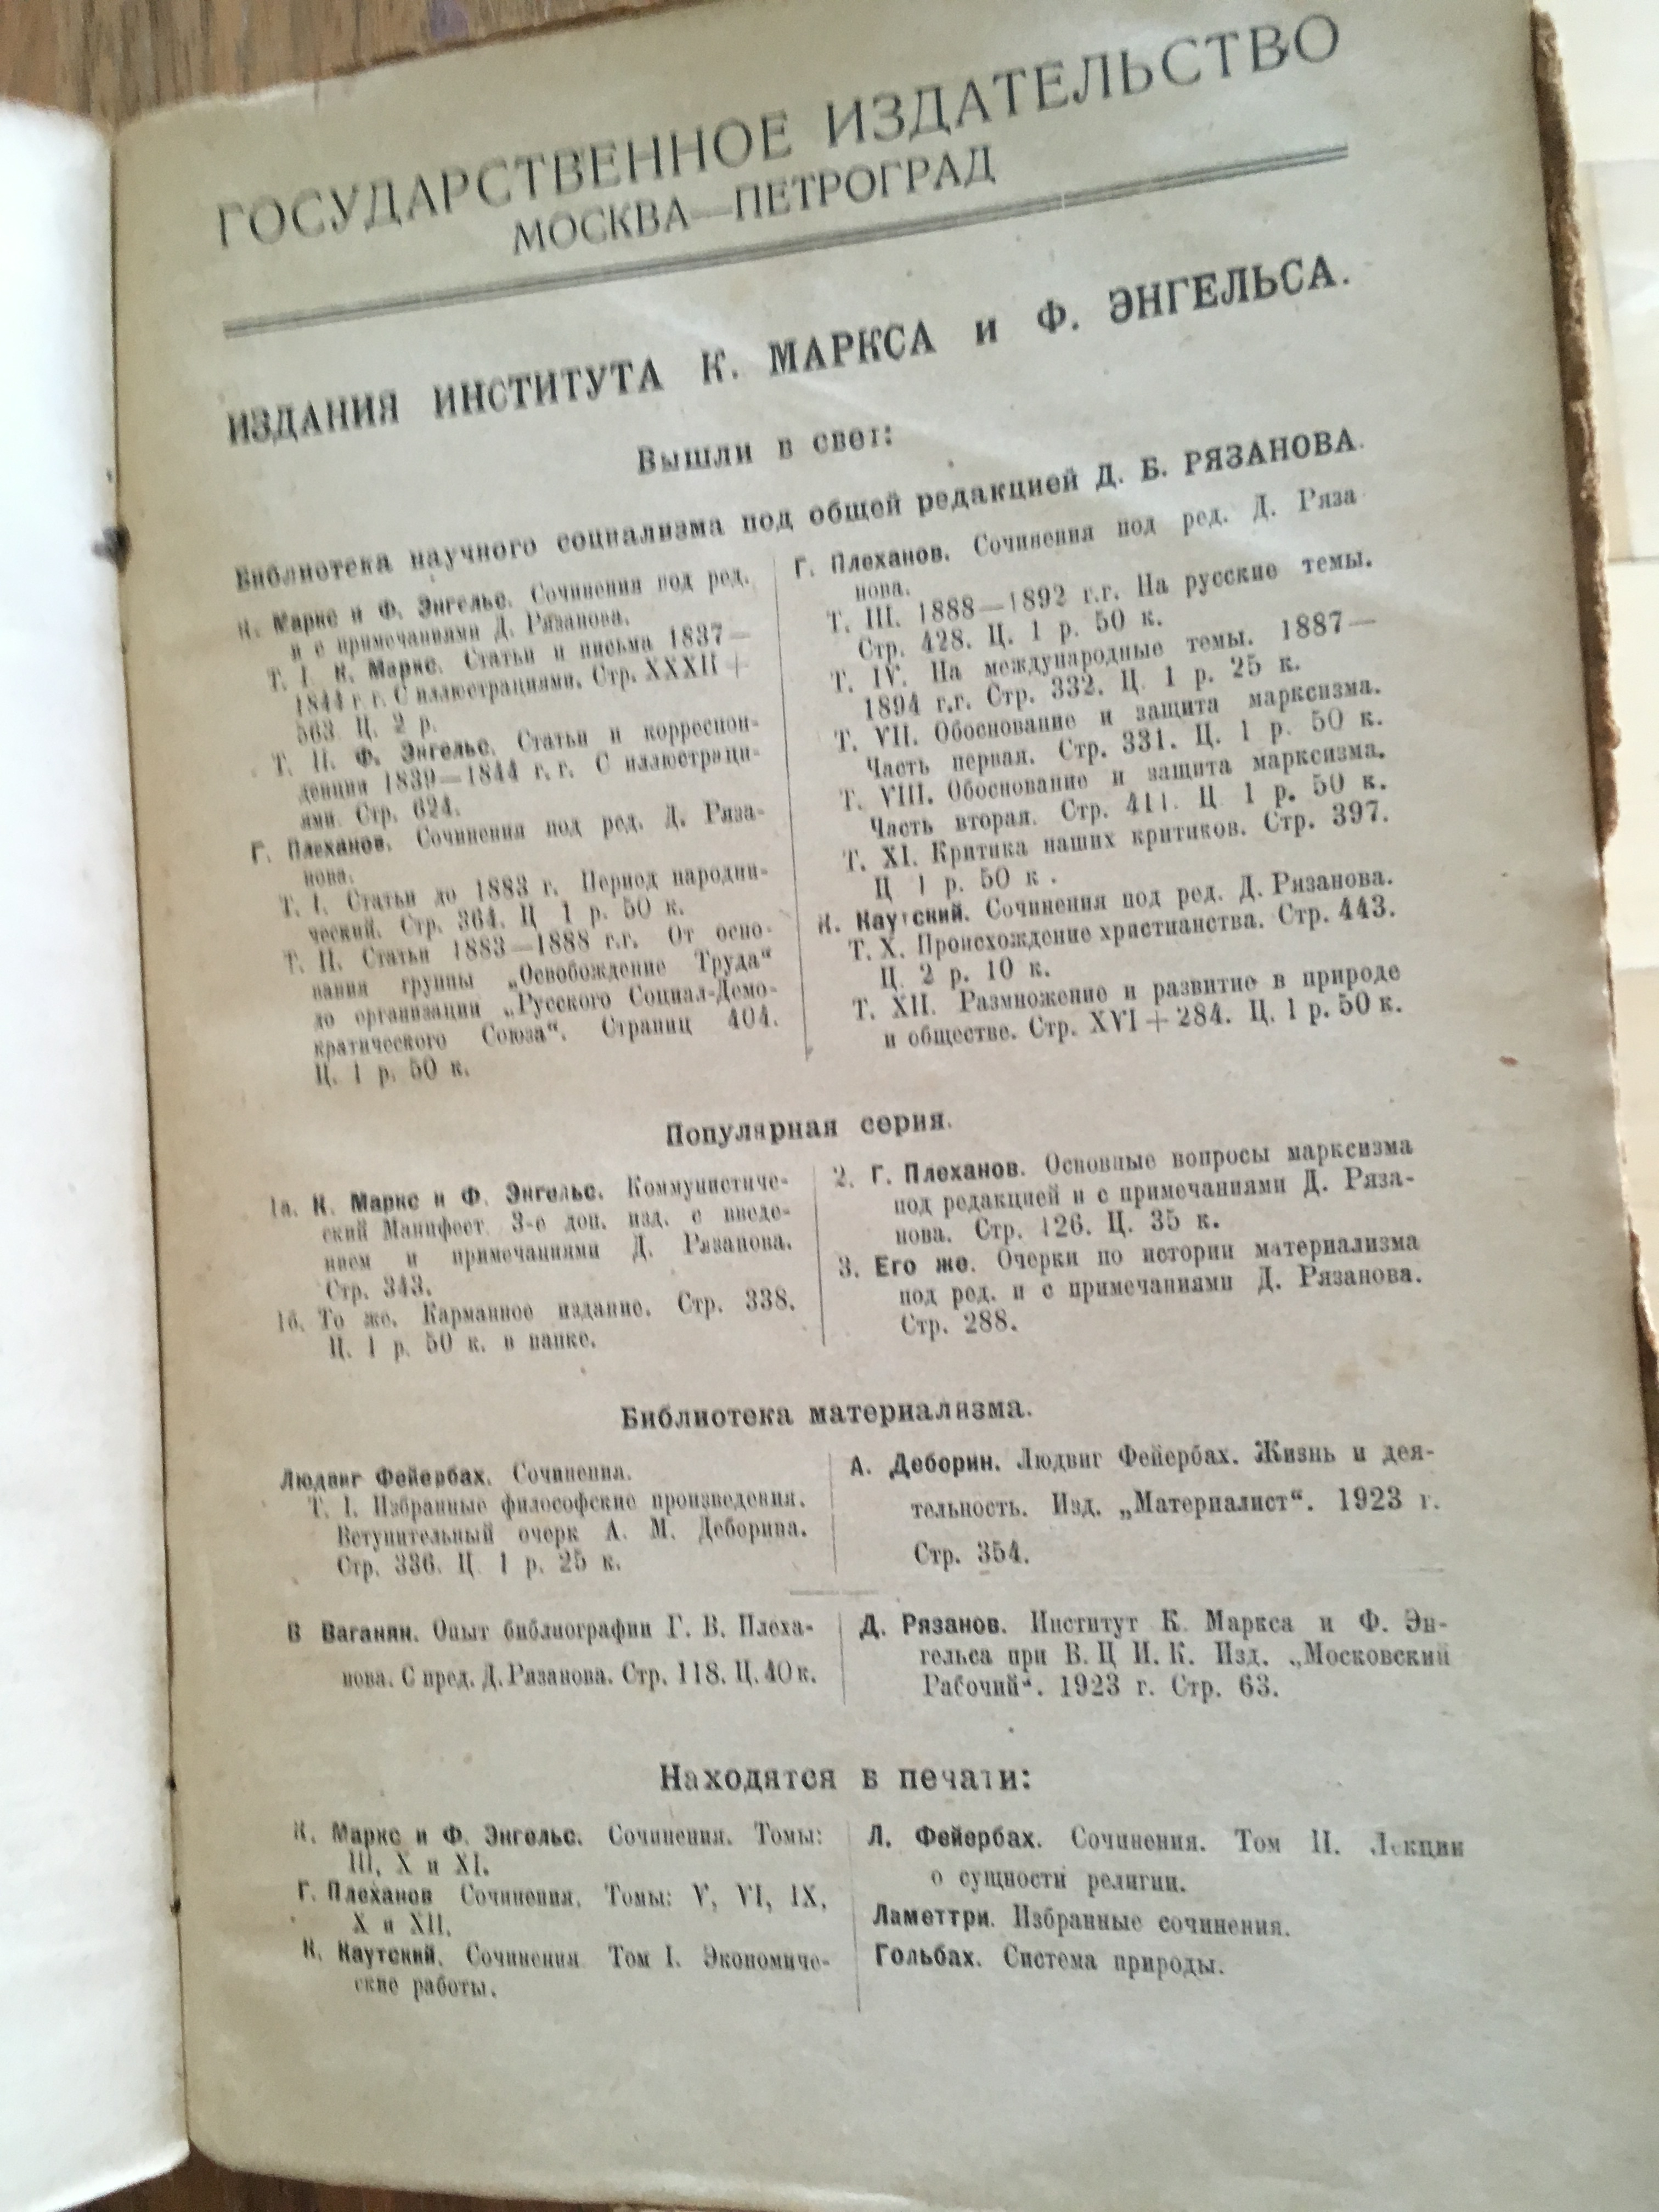 ГОСУДАРСТВЕННОЕ ИЗДАТЕЛЬСТВО
МОСКВА—ПЕТРОГРАД
ИЗДАНИЯ ИНСТИТУТА К. МАРКСА и Ф. ЭНГЕЛЬСА.
Вышли в свет:
Библиотека научного социализма под общей редакцией Д. Б. РЯЗАНОВА.
К. Маркс и Ф. Энгельс. Сочинения под ред.
и с примечаниями Д. Рязанова.
Т. I. К. Маркс. Статьи и письма 1837—
1844 г.г. С иллюстрациями. Стр. XXXII +
563. Ц. 2 р.
Т. II. Ф. Энгельс. Статьи и корреспон-
денция 1839—1844 г.г. С иллюстраци-
ями. Стр. 624.
Г. Плеханов. Сочинения под ред. Д. Ряза-
нова.
Т. I. Статьи до 1883 г. Период народни-
ческий. Стр. 364. Ц. 1 р. 50 к.
Т. II. Статьи 1883—1888 г.г. От осно-
вания группы „Освобождение Труда“
до организации „Русского Социал-Демо-
кратического Союза“. Страниц 404.
Ц. 1 р. 50 к.
Г. Плеханов. Сочинения под ред. Д. Ряза
нова.
Т. III. 1888—1892 г.г. На русские темы.
Стр. 428. Ц. 1 р. 50 к.
Т. IV. На международные темы. 1887—
1894 г.г. Стр. 332. Ц. 1 р. 25 к.
Т. VII. Обоснование и защита марксизма.
Часть первая. Стр. 331. Ц. 1 р. 50 к.
Т. VIII. Обоснование и защита марксизма.
Часть вторая. Стр. 411. Ц. 1 р. 50 к.
Т. XI. Критика наших критиков. Стр. 397.
Ц. 1 р. 50 к.
К. Каутский. Сочинения под ред. Д. Рязанова.
Т. X. Происхождение христианства. Стр. 443.
Ц. 2 р. 10 к.
Т. XII. Размножение и развитие в природе
и обществе. Стр. XVI + 284. Ц. 1 р. 50 к.
Популярная серия.
1а. К. Маркс и Ф. Энгельс. Коммунистиче-
ский Манифест. 3-е доп. изд. с введе-
нием и примечаниями Д. Рязанова.
Стр. 343.
1б. То же. Карманное издание. Стр. 338.
Ц. 1 р. 50 к. в папке.
2. Г. Плеханов. Основные вопросы марксизма
под редакцией и с примечаниями Д. Ряза-
нова. Стр. 126. Ц. 35 к.
3. Его же. Очерки по истории материализма
под ред. и с примечаниями Д. Рязанова.
Стр. 288.
Библиотека материализма.
Людвиг Фейербах. Сочинения.
Т. I. Избранные философские произведения.
Вступительный очерк А. М. Деборина.
Стр. 336. Ц. 1 р. 25 к.
А. Деборин. Людвиг Фейербах. Жизнь и дея-
тельность. Изд. „Материалист“. 1923 г.
Стр. 354.
В Ваганян. Опыт библиографии Г. В. Плеха-
нова. С пред. Д. Рязанова. Стр. 118. Ц. 40 к.
Д. Рязанов. Институт К. Маркса и Ф. Эн-
гельса при В. Ц. И. К. Изд. „Московский
Рабочий“. 1923 г. Стр. 63.
Находятся в печати:
К. Маркс и Ф. Энгельс. Сочинения. Томы:
III, X и XI.
Г. Плеханов Сочинения. Томы: V, VI, IX,
X и XII.
К. Каутский. Сочинения. Том I. Экономиче-
ские работы.
Л. Фейербах. Сочинения. Том II. Лекции
о сущности религии.
Ламеттри. Избранные сочинения.
Гольбах. Система природы.